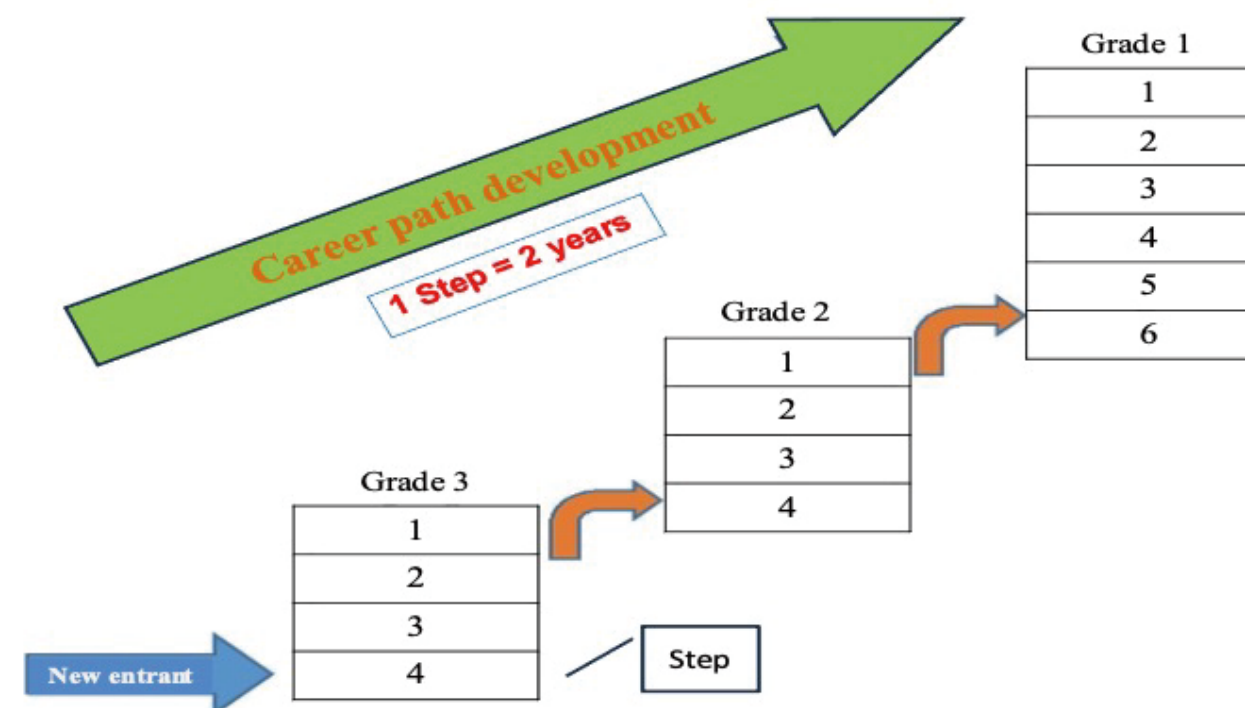 Career path development
1 Step = 2 years
Grade 1
1
2
3
4
5
6
Grade 2
1
2
3
4
Grade 3
1
2
3
4
New entrant
Step